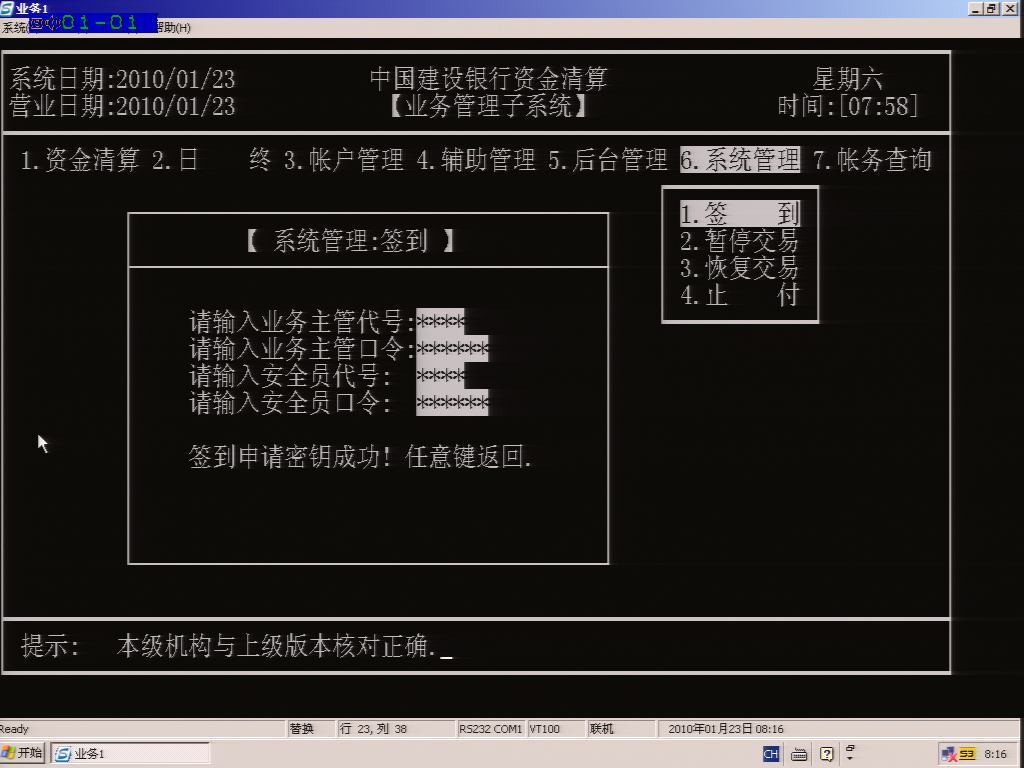 业务1
系统(
01-01
帮助(H)
系统日期:2010/01/23 中国建设银行资金清算 星期六
营业日期:2010/01/23 【业务管理子系统】 时间:[07:58]
1.资金清算 2.日 终 3.帐户管理 4.辅助管理 5.后台管理 6.系统管理 7.帐务查询
1.签 到
2.暂停交易
3.恢复交易
4.止 付
【 系统管理:签到 】
请输入业务主管代号:****
请输入业务主管口令:******
请输入安全员代号: ****
请输入安全员口令: ******
签到申请密钥成功! 任意键返回.
提示: 本级机构与上级版本核对正确._
Ready 替换 行 23, 列 38 RS232 COM1 VT100 联机 2010年01月23日 08:16
开始 业务1 CH S3 8:16